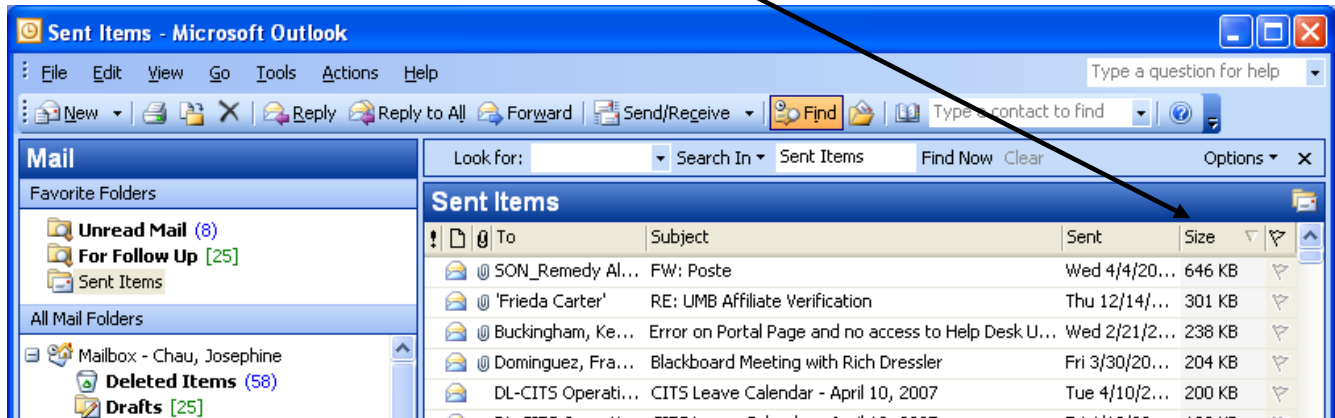 Sent Items - Microsoft Outlook
File Edit View Go Tools Actions Help Type a question for help
New Reply Reply to All Forward Send/Receive Find Type a contact to find
Mail
Look for: Search In Sent Items Find Now Clear Options
Favorite Folders
Sent Items
Unread Mail (8)
For Follow Up [25]
Sent Items
All Mail Folders
Mailbox - Chau, Josephine
Deleted Items (58)
Drafts [25]
To Subject Sent Size
SON_Remedy Al... FW: Poste Wed 4/4/20... 646 KB
'Frieda Carter' RE: UMB Affiliate Verification Thu 12/14/... 301 KB
Buckingham, Ke... Error on Portal Page and no access to Help Desk U... Wed 2/21/2... 238 KB
Dominguez, Fra... Blackboard Meeting with Rich Dressler Fri 3/30/20... 204 KB
DL-CITS Operati... CITS Leave Calendar - April 10, 2007 Tue 4/10/2... 200 KB